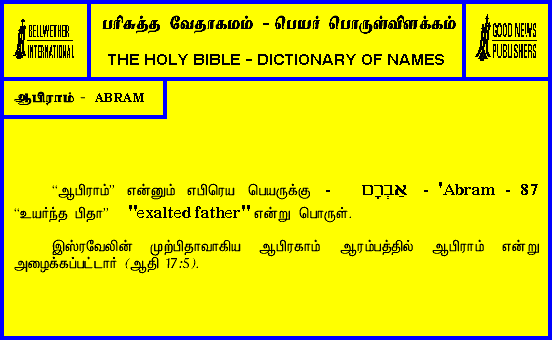 BELLWETHER
INTERNATIONAL
பரிசுத்த வேதாகமம் - பெயர் பொருள்விளக்கம்
THE HOLY BIBLE - DICTIONARY OF NAMES
GOOD NEWS
PUBLISHERS
ஆபிராம் - ABRAM
“ஆபிராம்” என்னும் எபிரெய பெயருக்கு - אַבְרָם - 'Abram - 87
“உயர்ந்த பிதா” "exalted father" என்று பொருள்.
இஸ்ரவேலின் முற்பிதாவாகிய ஆபிரகாம் ஆரம்பத்தில் ஆபிராம் என்று
அழைக்கப்பட்டார் (ஆதி 17:5).